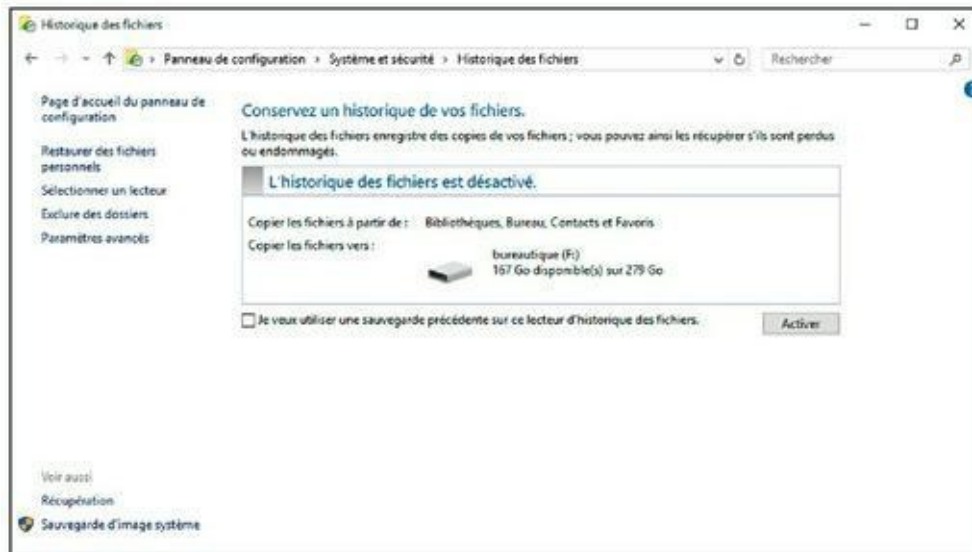 Historique des fichiers
Panneau de configuration › Système et sécurité › Historique des fichiers
Rechercher
Page d'accueil du panneau de
configuration
Restaurer des fichiers
personnels
Sélectionner un lecteur
Exclure des dossiers
Paramètres avancés
Conservez un historique de vos fichiers.
L'historique des fichiers enregistre des copies de vos fichiers ; vous pouvez ainsi les récupérer s'ils sont perdus
ou endommagés.
L'historique des fichiers est désactivé.
Copier les fichiers à partir de : Bibliothèques, Bureau, Contacts et Favoris
Copier les fichiers vers :
bureautique (F:)
167 Go disponible(s) sur 279 Go
Je veux utiliser une sauvegarde précédente sur ce lecteur d'historique des fichiers.
Activer
Voir aussi
Récupération
Sauvegarde d'image système